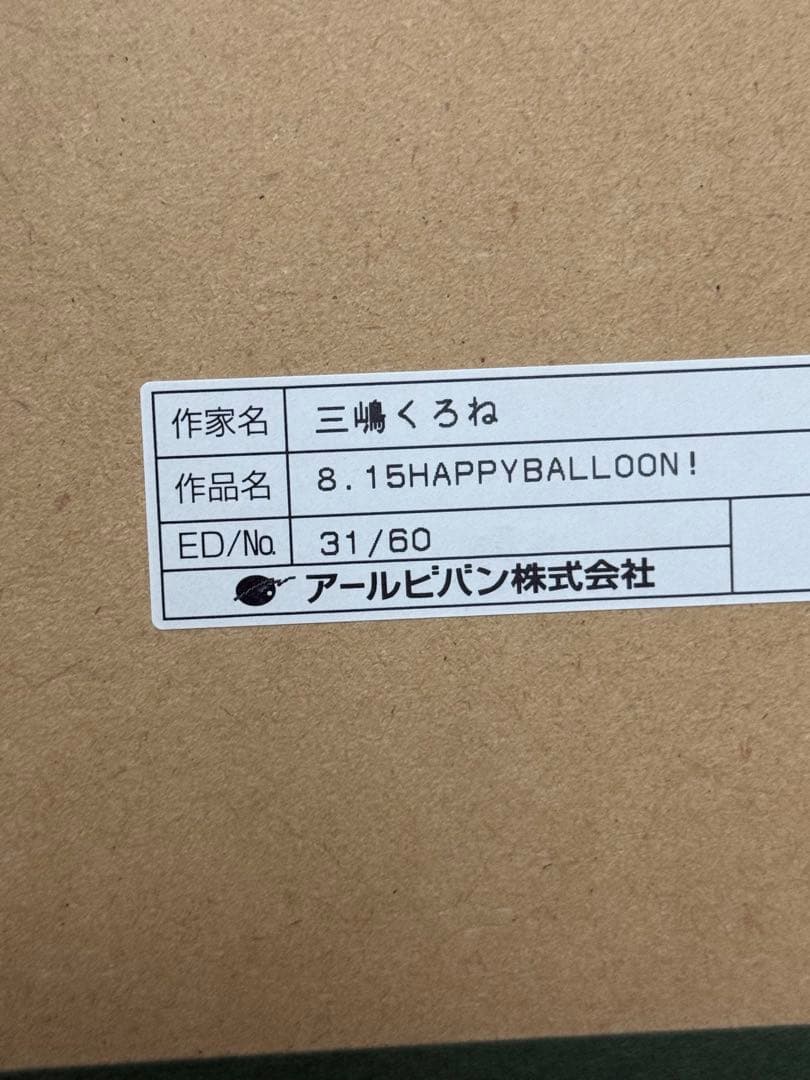 作家名 三嶋くろね
作品名 8.15HAPPYBALLOON!
ED/No. 31/60
アールビバン株式会社